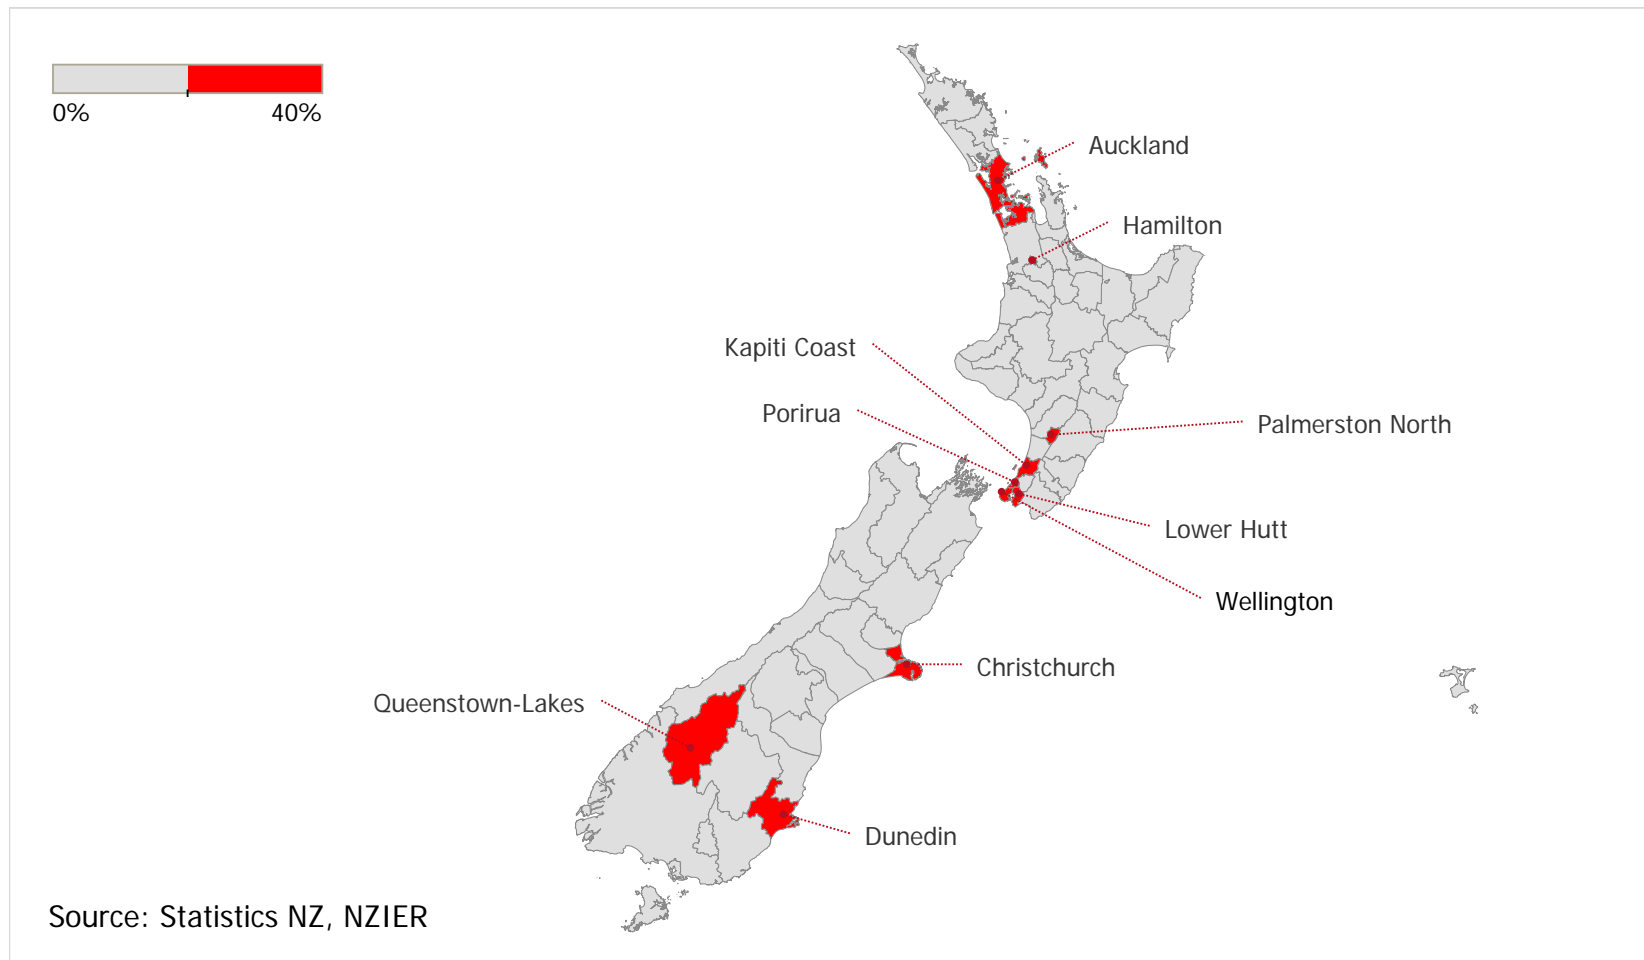 0%
40%
Auckland
Hamilton
Kapiti Coast
Porirua
Palmerston North
Lower Hutt
Wellington
Christchurch
Queenstown-Lakes
Dunedin
Source: Statistics NZ, NZIER